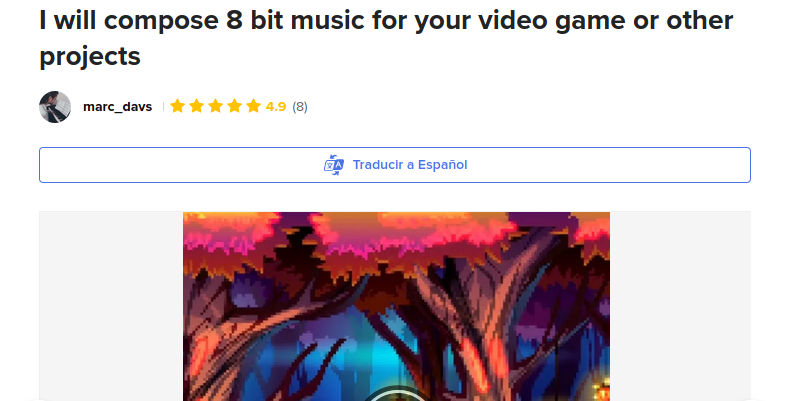 I will compose 8 bit music for your video game or other
projects
marc_davs 4.9 (8)
Traducir a Español